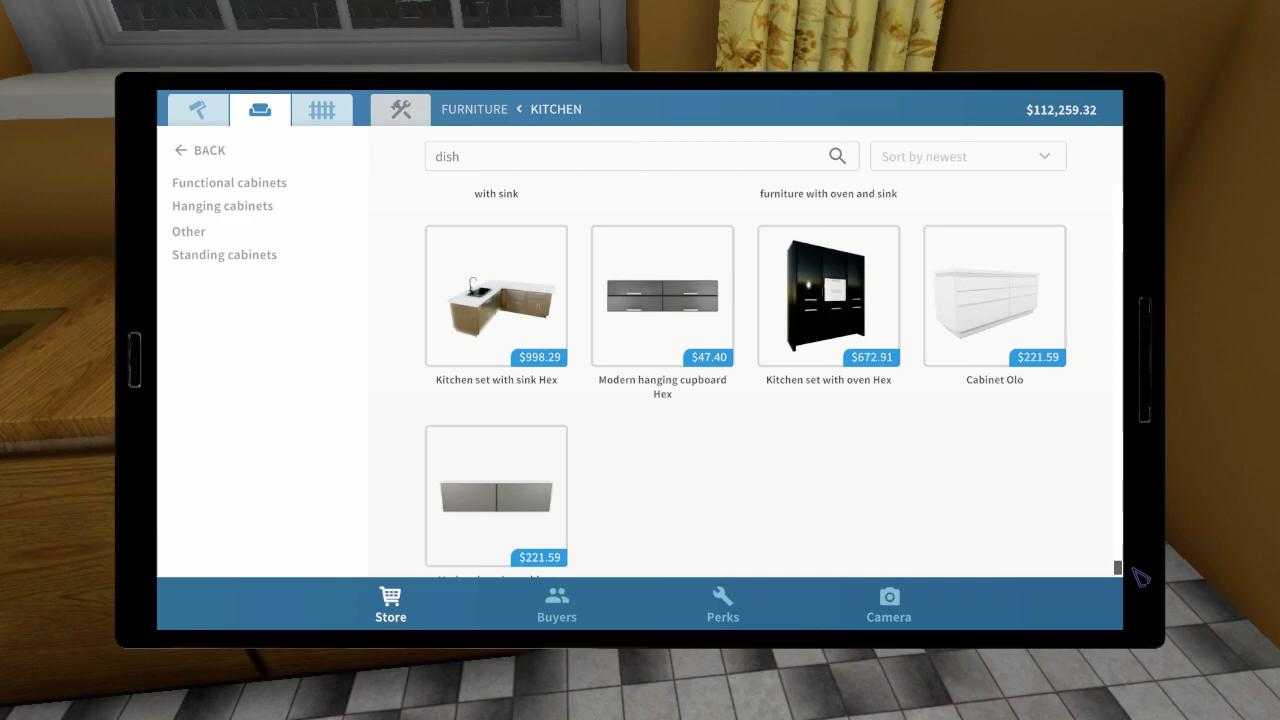 FURNITURE < KITCHEN
$112,259.32
BACK
dish
Sort by newest
Functional cabinets
Hanging cabinets
Other
Standing cabinets
with sink
furniture with oven and sink
$998.29
$47.40
$672.91
$221.59
Kitchen set with sink Hex
Modern hanging cupboard
Hex
Kitchen set with oven Hex
Cabinet Olo
$221.59
Store
Buyers
Perks
Camera